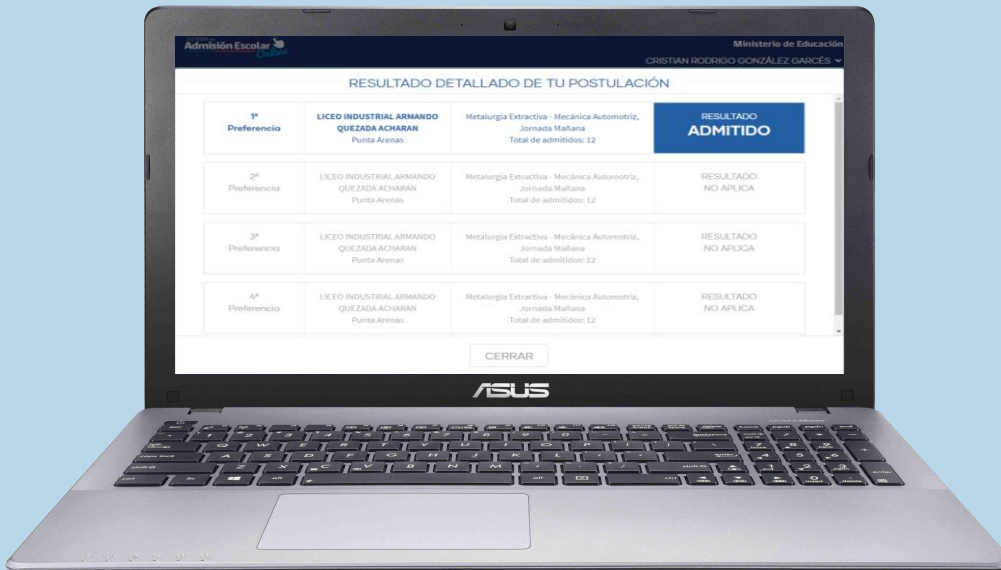 Admisión Escolar
Ministerio de Educación
CRISTIAN RODRIGO GONZÁLEZ GARCÉS
RESULTADO DETALLADO DE TU POSTULACIÓN
1ª
Preferencia
LICEO INDUSTRIAL ARMANDO
QUEZADA ACHARAN
Punta Arenas
Metalurgia Extractiva - Mecánica Automotriz,
Jornada Mañana
Total de admitidos: 12
RESULTADO
ADMITIDO
2ª
Preferencia
LICEO INDUSTRIAL ARMANDO
QUEZADA ACHARAN
Punta Arenas
Metalurgia Extractiva - Mecánica Automotriz,
Jornada Mañana
Total de admitidos: 12
RESULTADO
NO APLICA
3ª
Preferencia
LICEO INDUSTRIAL ARMANDO
QUEZADA ACHARAN
Punta Arenas
Metalurgia Extractiva - Mecánica Automotriz,
Jornada Mañana
Total de admitidos: 12
RESULTADO
NO APLICA
4ª
Preferencia
LICEO INDUSTRIAL ARMANDO
QUEZADA ACHARAN
Punta Arenas
Metalurgia Extractiva - Mecánica Automotriz,
Jornada Mañana
Total de admitidos: 12
RESULTADO
NO APLICA
CERRAR
ASUS